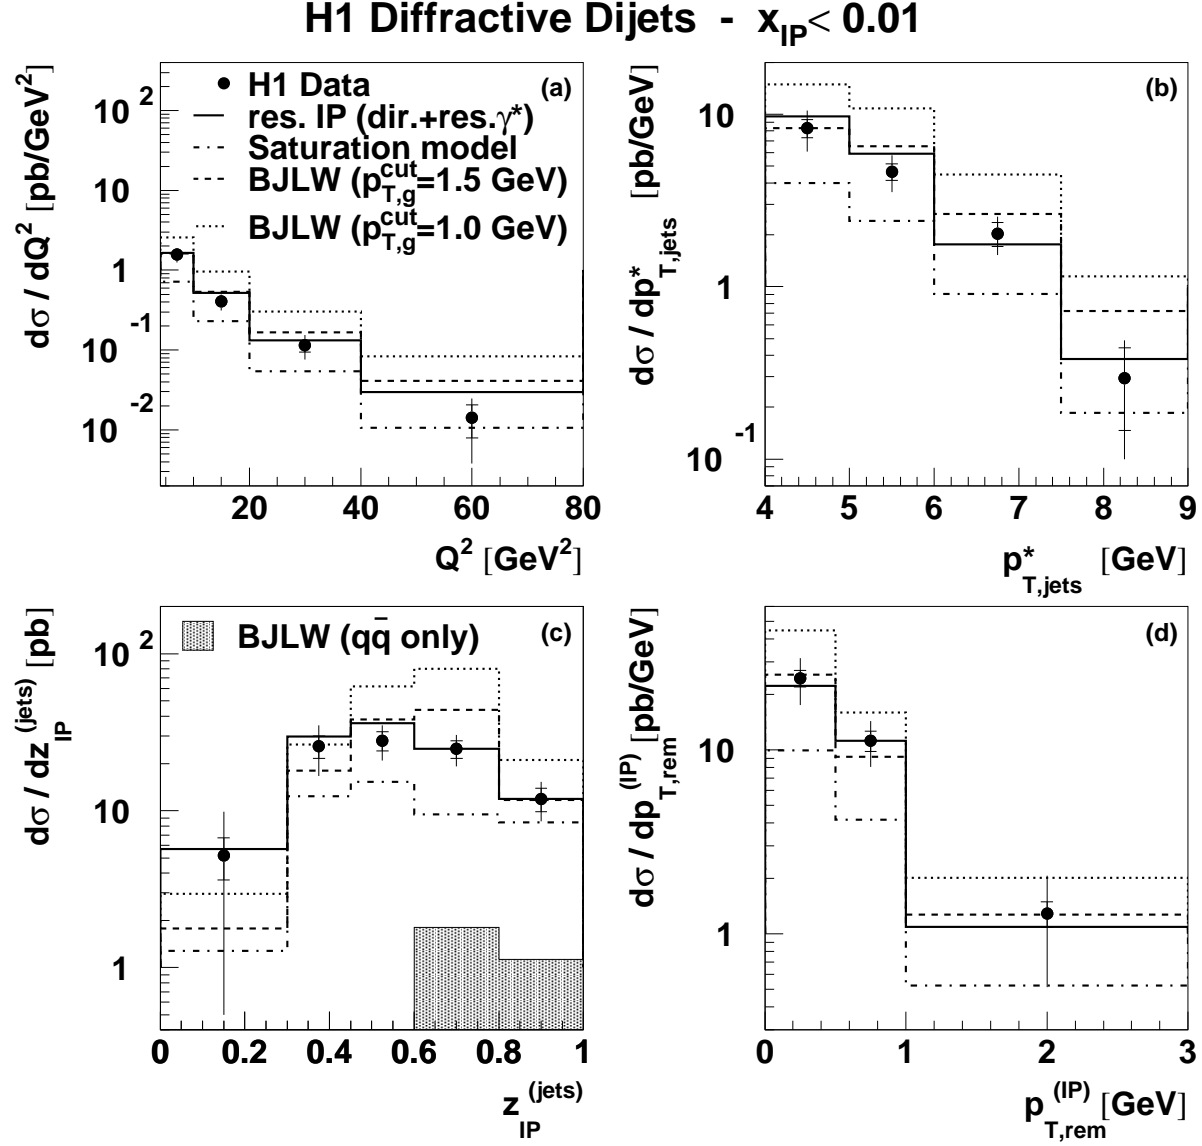 H1 Diffractive Dijets - x_IP < 0.01
dσ / dQ² [pb/GeV²]
10²
10
1
10⁻¹
10⁻²
H1 Data
res. IP (dir.+res.γ*)
Saturation model
BJLW (p_T,g^cut=1.5 GeV)
BJLW (p_T,g^cut=1.0 GeV)
(a)
20 40 60 80
Q² [GeV²]
dσ / dp*_T,jets [pb/GeV]
10
1
10⁻¹
(b)
4 5 6 7 8 9
p*_T,jets [GeV]
dσ / dz_IP^(jets) [pb]
10²
10
1
BJLW (qq̄ only)
(c)
0 0.2 0.4 0.6 0.8 1
z_IP^(jets)
dσ / dp_T,rem^(IP) [pb/GeV]
10
1
(d)
0 1 2 3
p_T,rem^(IP) [GeV]